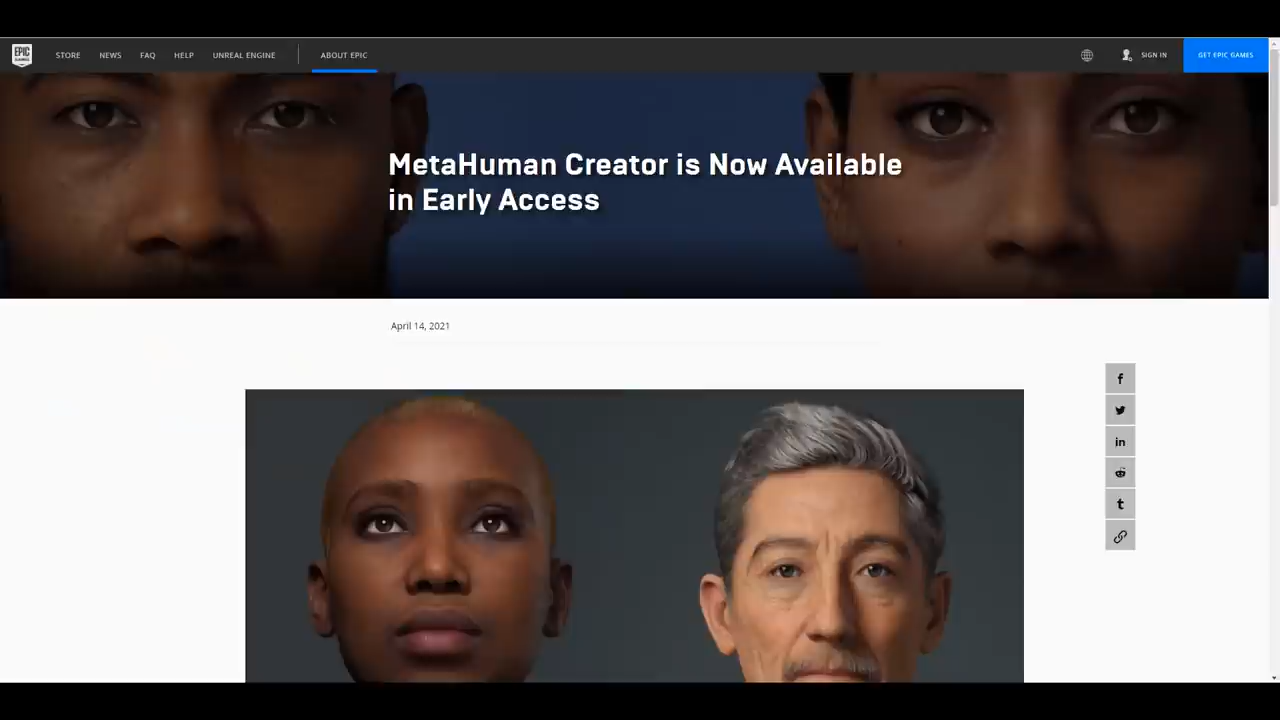 EPIC GAMES
STORE
NEWS
FAQ
HELP
UNREAL ENGINE
ABOUT EPIC
SIGN IN
GET EPIC GAMES
MetaHuman Creator is Now Available
in Early Access
April 14, 2021
f
in
t